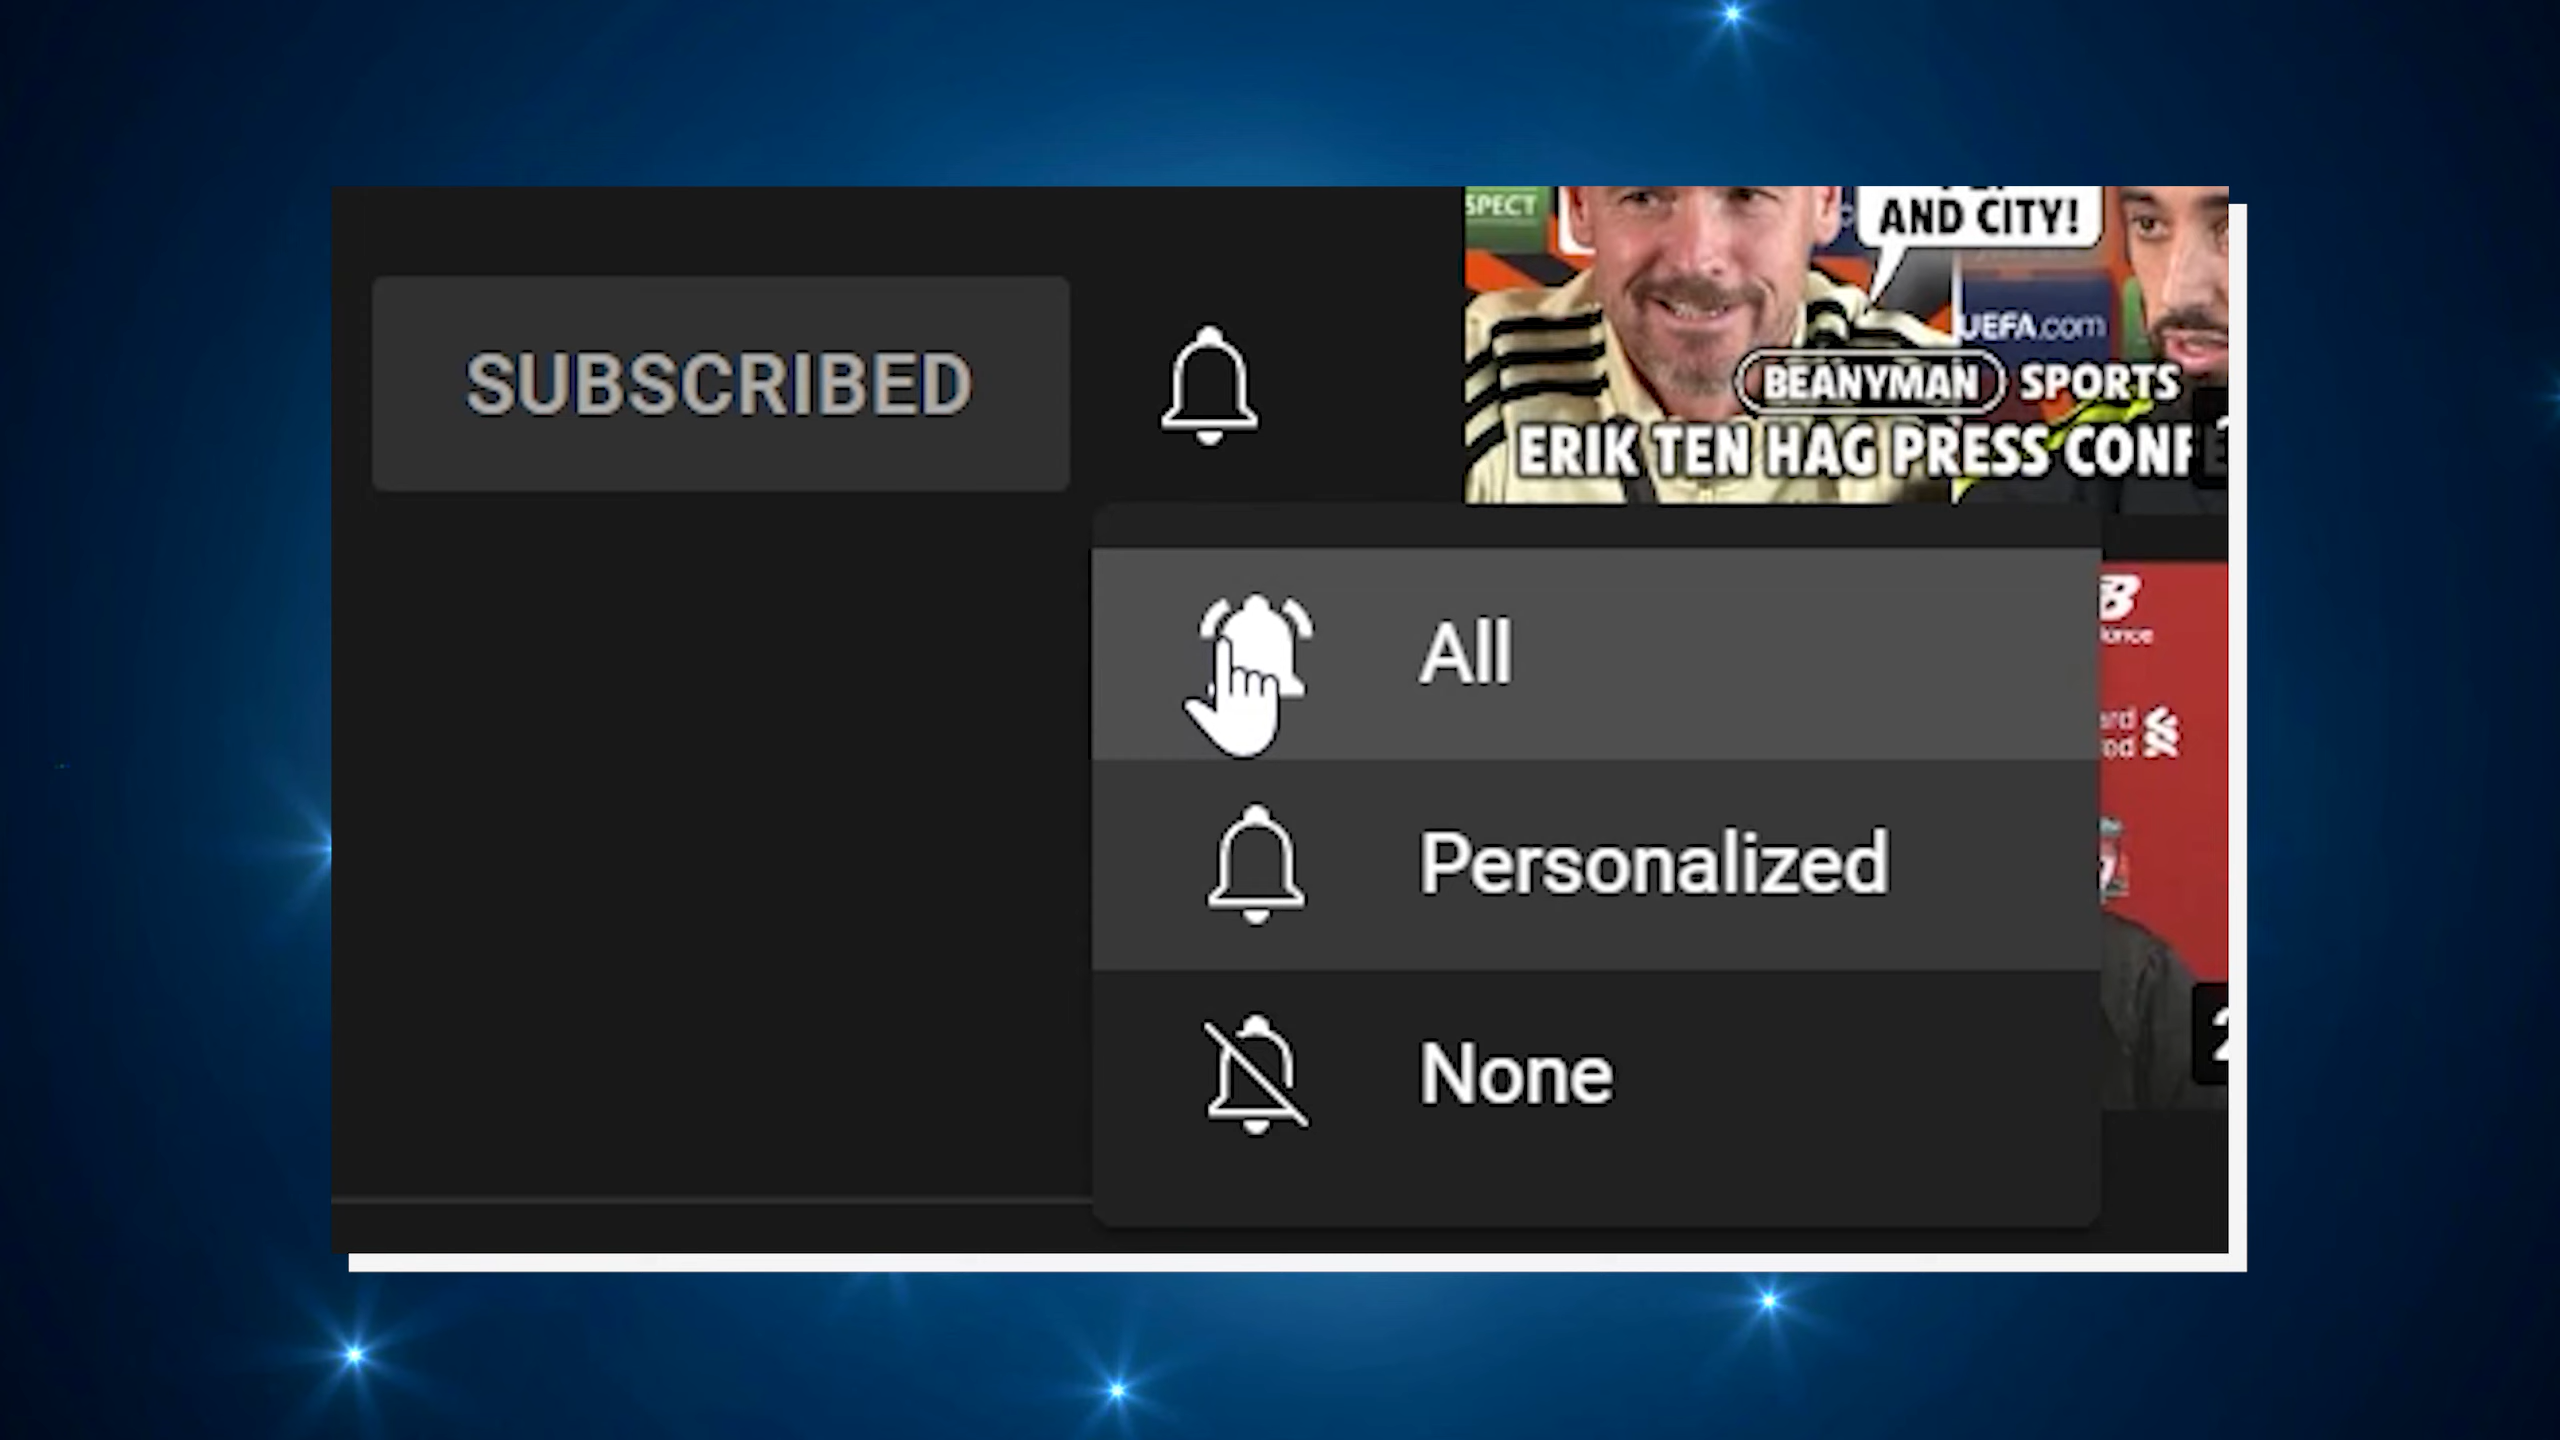 SPECT
AND CITY!
UEFA.com
SUBSCRIBED
BEANYMAN SPORTS
ERIK TEN HAG PRESS CONF
All
Personalized
None